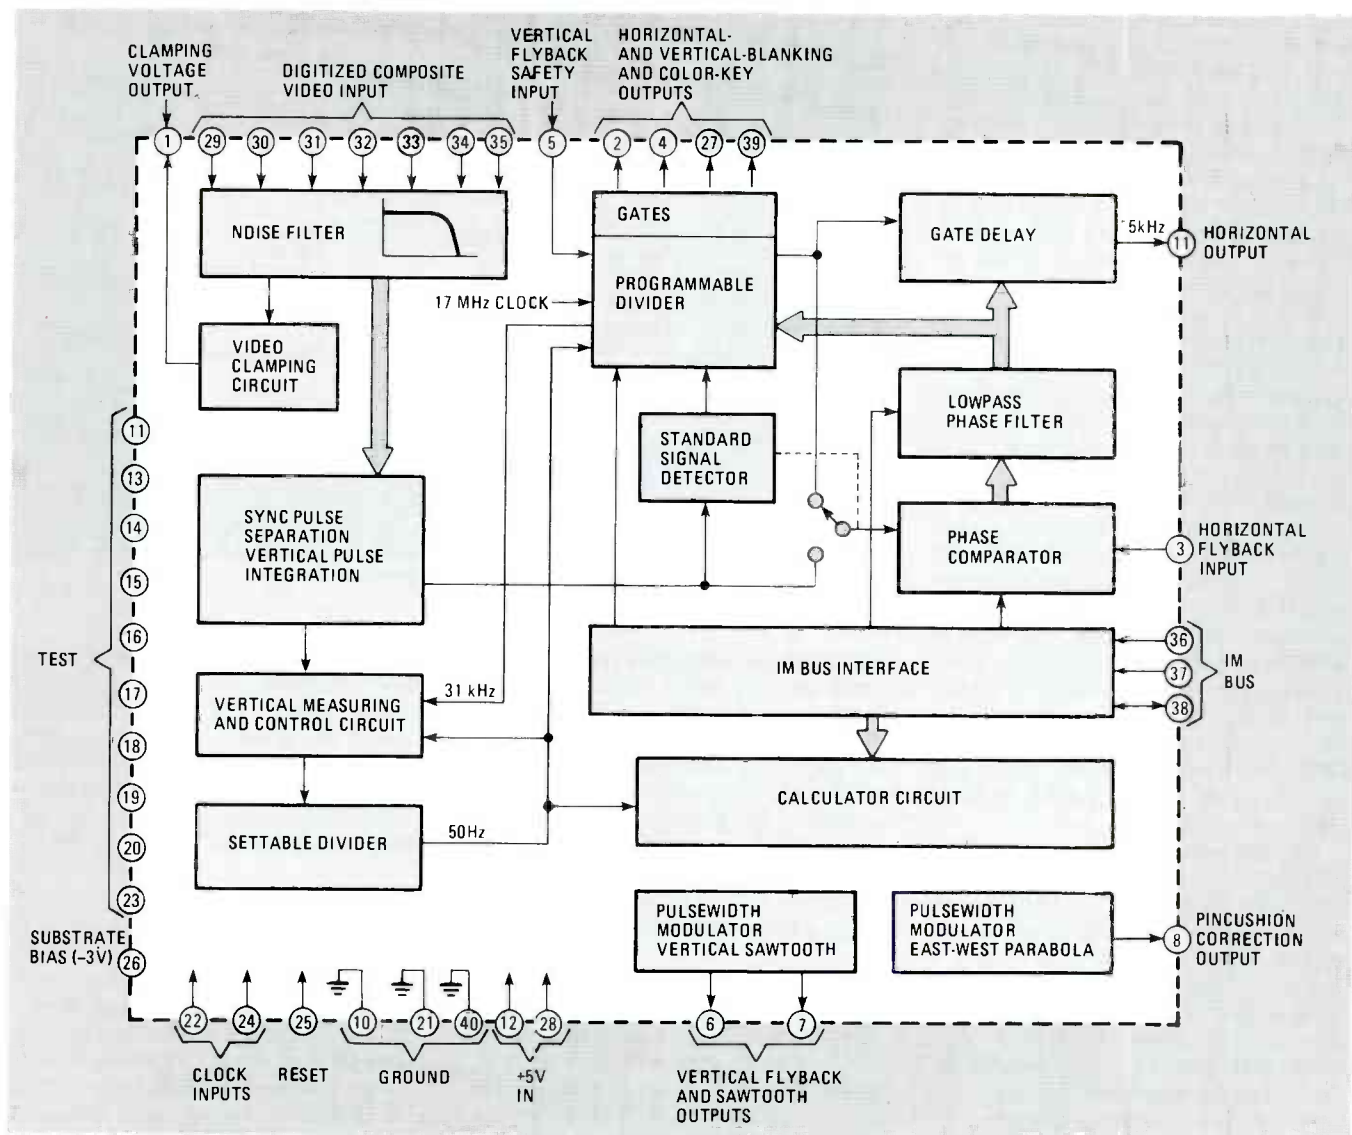 CLAMPING
VOLTAGE
OUTPUT
DIGITIZED COMPOSITE
VIDEO INPUT
VERTICAL
FLYBACK
SAFETY
INPUT
HORIZONTAL-
AND VERTICAL-BLANKING
AND COLOR-KEY
OUTPUTS
1
29
30
31
32
33
34
35
5
2
4
27
39
NDISE FILTER
GATES
PROGRAMMABLE
DIVIDER
17 MHz CLOCK
GATE DELAY
5kHz
11
HORIZONTAL
OUTPUT
VIDEO
CLAMPING
CIRCUIT
STANDARD
SIGNAL
DETECTOR
LOWPASS
PHASE FILTER
SYNC PULSE
SEPARATION
VERTICAL PULSE
INTEGRATION
PHASE
COMPARATOR
3
HORIZONTAL
FLYBACK
INPUT
TEST
11
13
14
15
16
17
18
19
20
23
VERTICAL MEASURING
AND CONTROL CIRCUIT
31 kHz
IM BUS INTERFACE
36
37
38
IM
BUS
SETTABLE DIVIDER
50Hz
CALCULATOR CIRCUIT
PULSEWIDTH
MODULATOR
VERTICAL SAWTOOTH
PULSEWIDTH
MODULATOR
EAST-WEST PARABOLA
8
PINCUSHION
CORRECTION
OUTPUT
SUBSTRATE
BIAS (-3V)
26
22
24
25
10
21
40
12
28
6
7
CLOCK
INPUTS
RESET
GROUND
+5V
IN
VERTICAL FLYBACK
AND SAWTOOTH
OUTPUTS